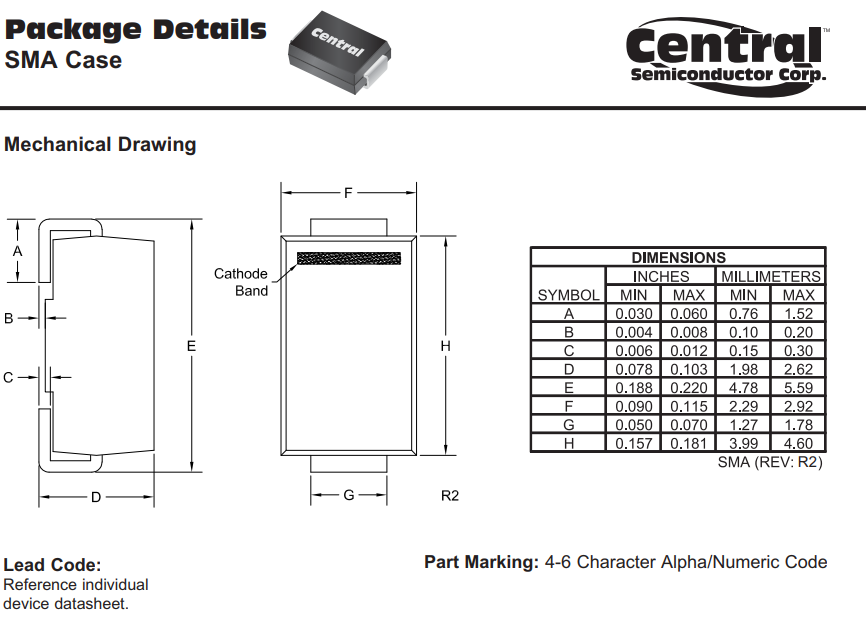 Package Details
SMA Case
Central
Central™
Semiconductor Corp.
Mechanical Drawing
F
A
Cathode
Band
B
E
H
C
D
G
R2
DIMENSIONS
INCHES MILLIMETERS
SYMBOL MIN MAX MIN MAX
A 0.030 0.060 0.76 1.52
B 0.004 0.008 0.10 0.20
C 0.006 0.012 0.15 0.30
D 0.078 0.103 1.98 2.62
E 0.188 0.220 4.78 5.59
F 0.090 0.115 2.29 2.92
G 0.050 0.070 1.27 1.78
H 0.157 0.181 3.99 4.60
SMA (REV: R2)
Lead Code:
Reference individual
device datasheet.
Part Marking: 4-6 Character Alpha/Numeric Code